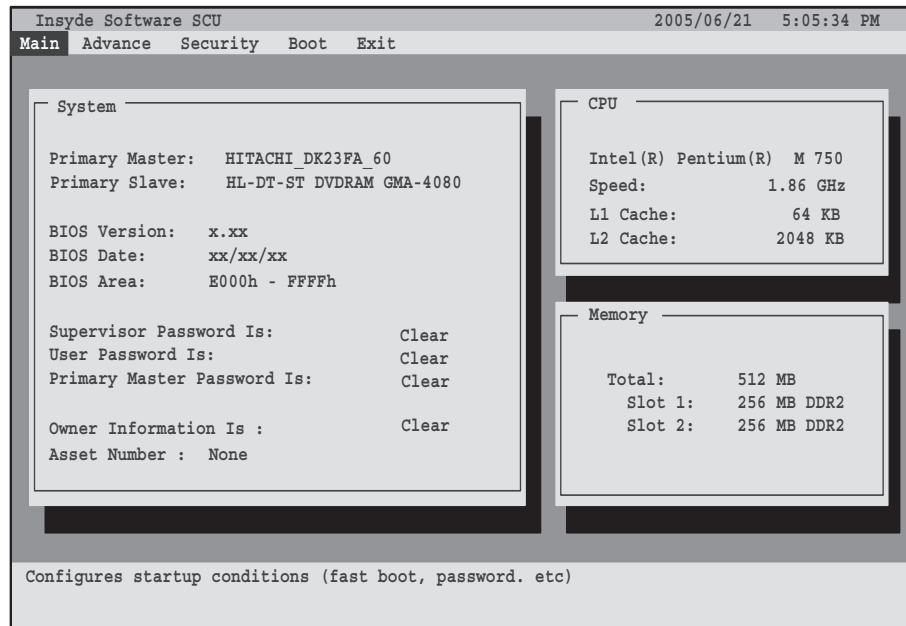 Insyde Software SCU 2005/06/21 5:05:34 PM
Main Advance Security Boot Exit
System
Primary Master: HITACHI_DK23FA_60
Primary Slave: HL-DT-ST DVDRAM GMA-4080
BIOS Version: x.xx
BIOS Date: xx/xx/xx
BIOS Area: E000h - FFFFh
Supervisor Password Is: Clear
User Password Is: Clear
Primary Master Password Is: Clear
Owner Information Is : Clear
Asset Number : None
CPU
Intel(R) Pentium(R) M 750
Speed: 1.86 GHz
L1 Cache: 64 KB
L2 Cache: 2048 KB
Memory
Total: 512 MB
Slot 1: 256 MB DDR2
Slot 2: 256 MB DDR2
Configures startup conditions (fast boot, password. etc)